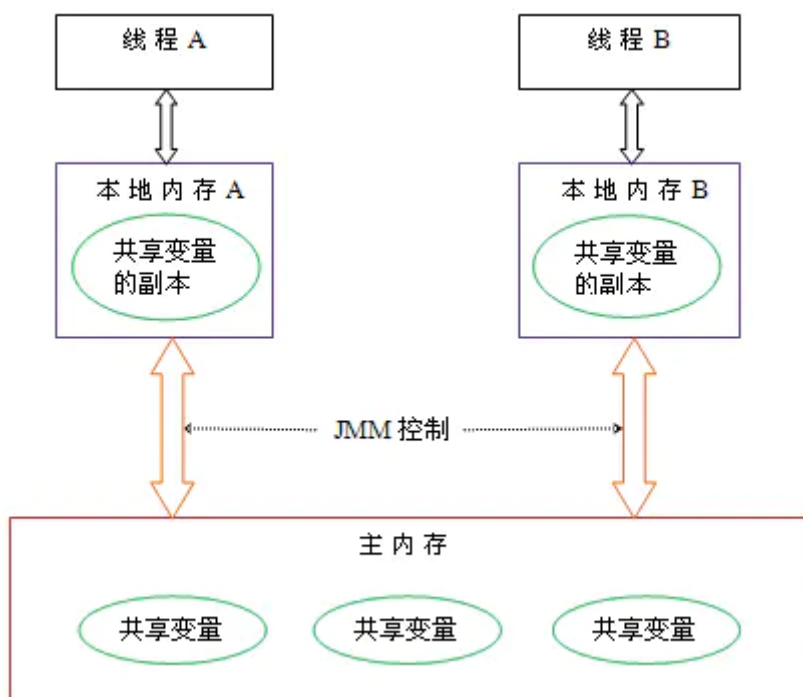 线程 A
线程 B
本地内存 A
共享变量
的副本
本地内存 B
共享变量
的副本
JMM 控制
主内存
共享变量
共享变量
共享变量